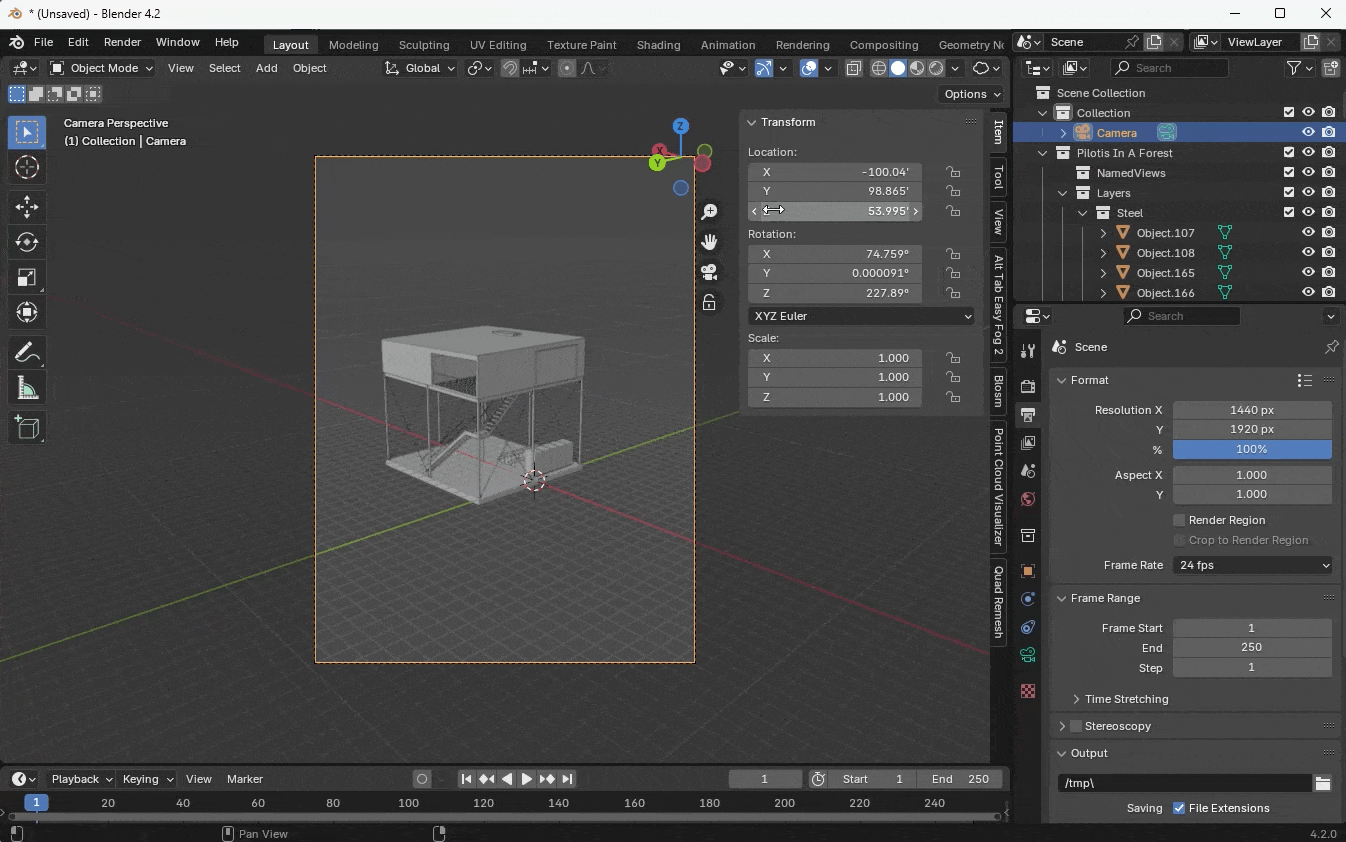 * (Unsaved) - Blender 4.2
File Edit Render Window Help Layout Modeling Sculpting UV Editing Texture Paint Shading Animation Rendering Compositing Geometry No Scene ViewLayer
Object Mode View Select Add Object Global Search
Options
Camera Perspective
(1) Collection | Camera
Z
X
Y
Transform
Location:
X -100.04'
Y 98.865'
53.995'
Rotation:
X 74.759°
Y 0.000091°
Z 227.89°
XYZ Euler
Scale:
X 1.000
Y 1.000
Z 1.000
Item
Tool
View
Alt Tab Easy Fog 2
Blosm
Point Cloud Visualizer
Quad Remesh
Scene Collection
Collection
Camera
Pilotis In A Forest
NamedViews
Layers
Steel
Object.107
Object.108
Object.165
Object.166
Search
Scene
Format
Resolution X 1440 px
Y 1920 px
% 100%
Aspect X 1.000
Y 1.000
Render Region
Crop to Render Region
Frame Rate 24 fps
Frame Range
Frame Start 1
End 250
Step 1
Time Stretching
Stereoscopy
Output
/tmp\
Saving File Extensions
Playback Keying View Marker 1 Start 1 End 250
1 20 40 60 80 100 120 140 160 180 200 220 240
Pan View
4.2.0